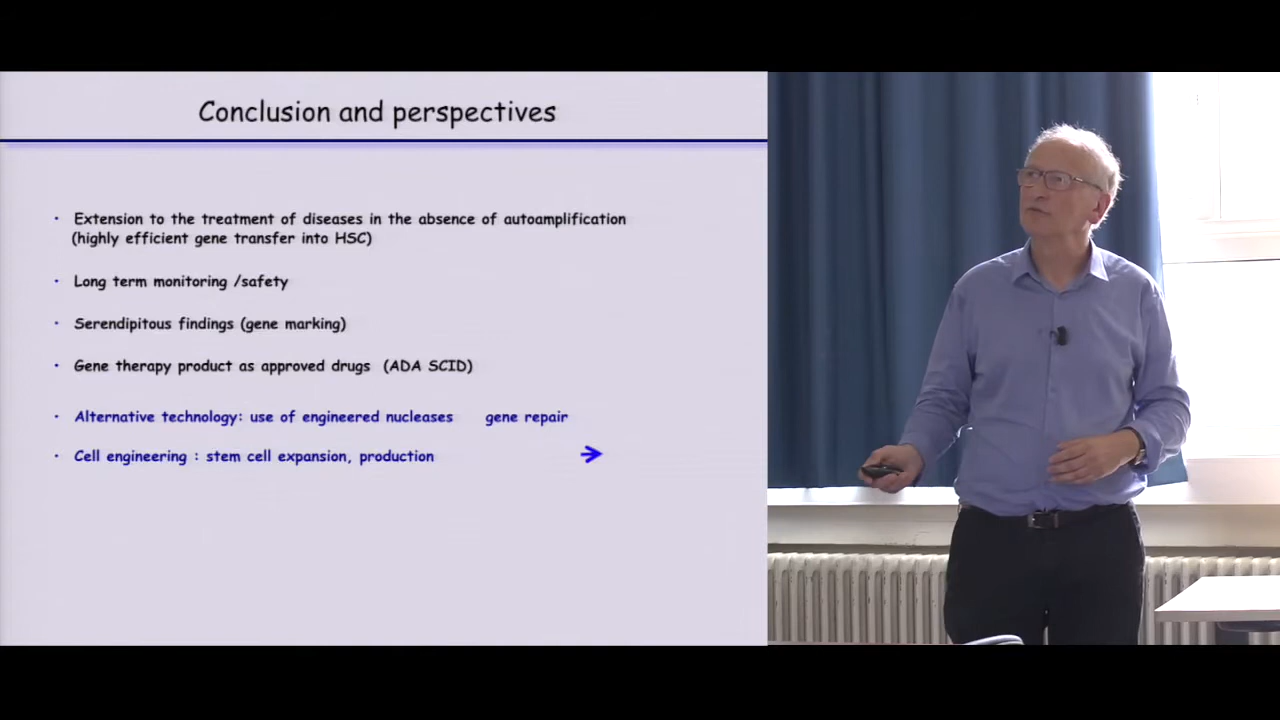 Conclusion and perspectives
· Extension to the treatment of diseases in the absence of autoamplification
(highly efficient gene transfer into HSC)
· Long term monitoring /safety
· Serendipitous findings (gene marking)
· Gene therapy product as approved drugs (ADA SCID)
· Alternative technology: use of engineered nucleases gene repair
· Cell engineering : stem cell expansion, production →